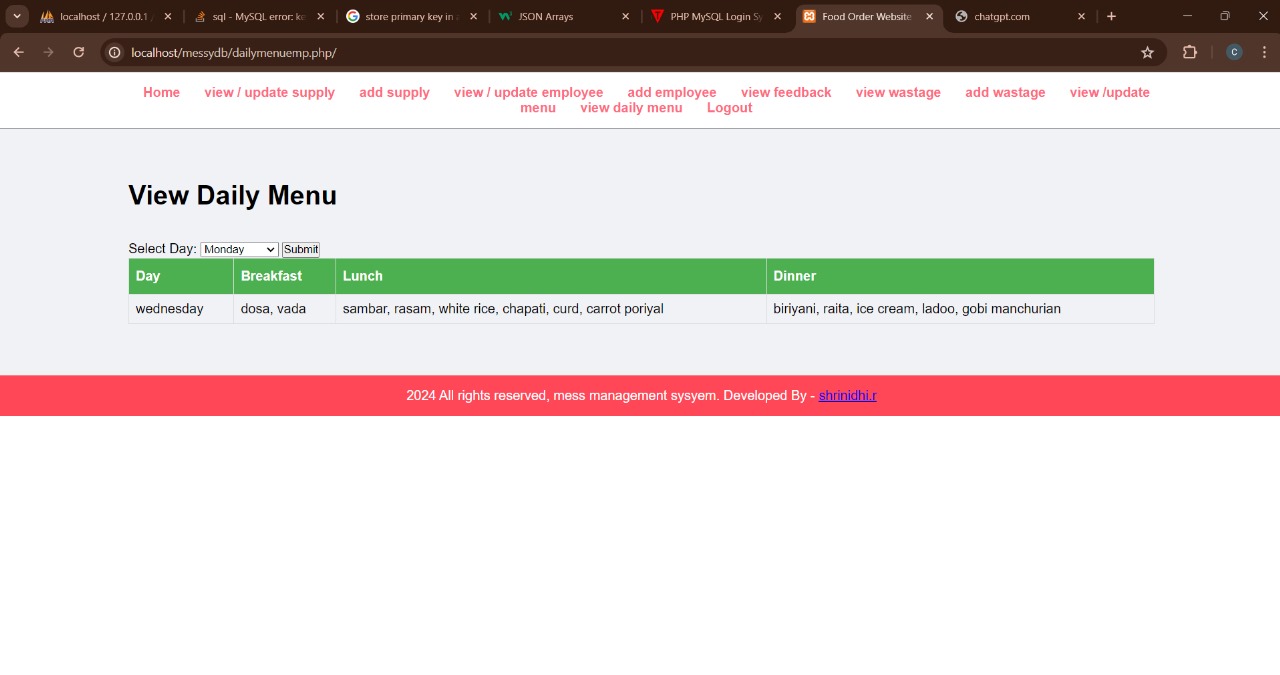 localhost / 127.0.0.1 / sql - MySQL error: ke store primary key in a JSON Arrays PHP MySQL Login Sy Food Order Website chatgpt.com
localhost/messydb/dailymenuemp.php/ C
Home view / update supply add supply view / update employee add employee view feedback view wastage add wastage view /update
menu view daily menu Logout
View Daily Menu
Select Day: Monday Submit
Day Breakfast Lunch Dinner
wednesday dosa, vada sambar, rasam, white rice, chapati, curd, carrot poriyal biriyani, raita, ice cream, ladoo, gobi manchurian
2024 All rights reserved, mess management sysyem. Developed By - shrinidhi.r